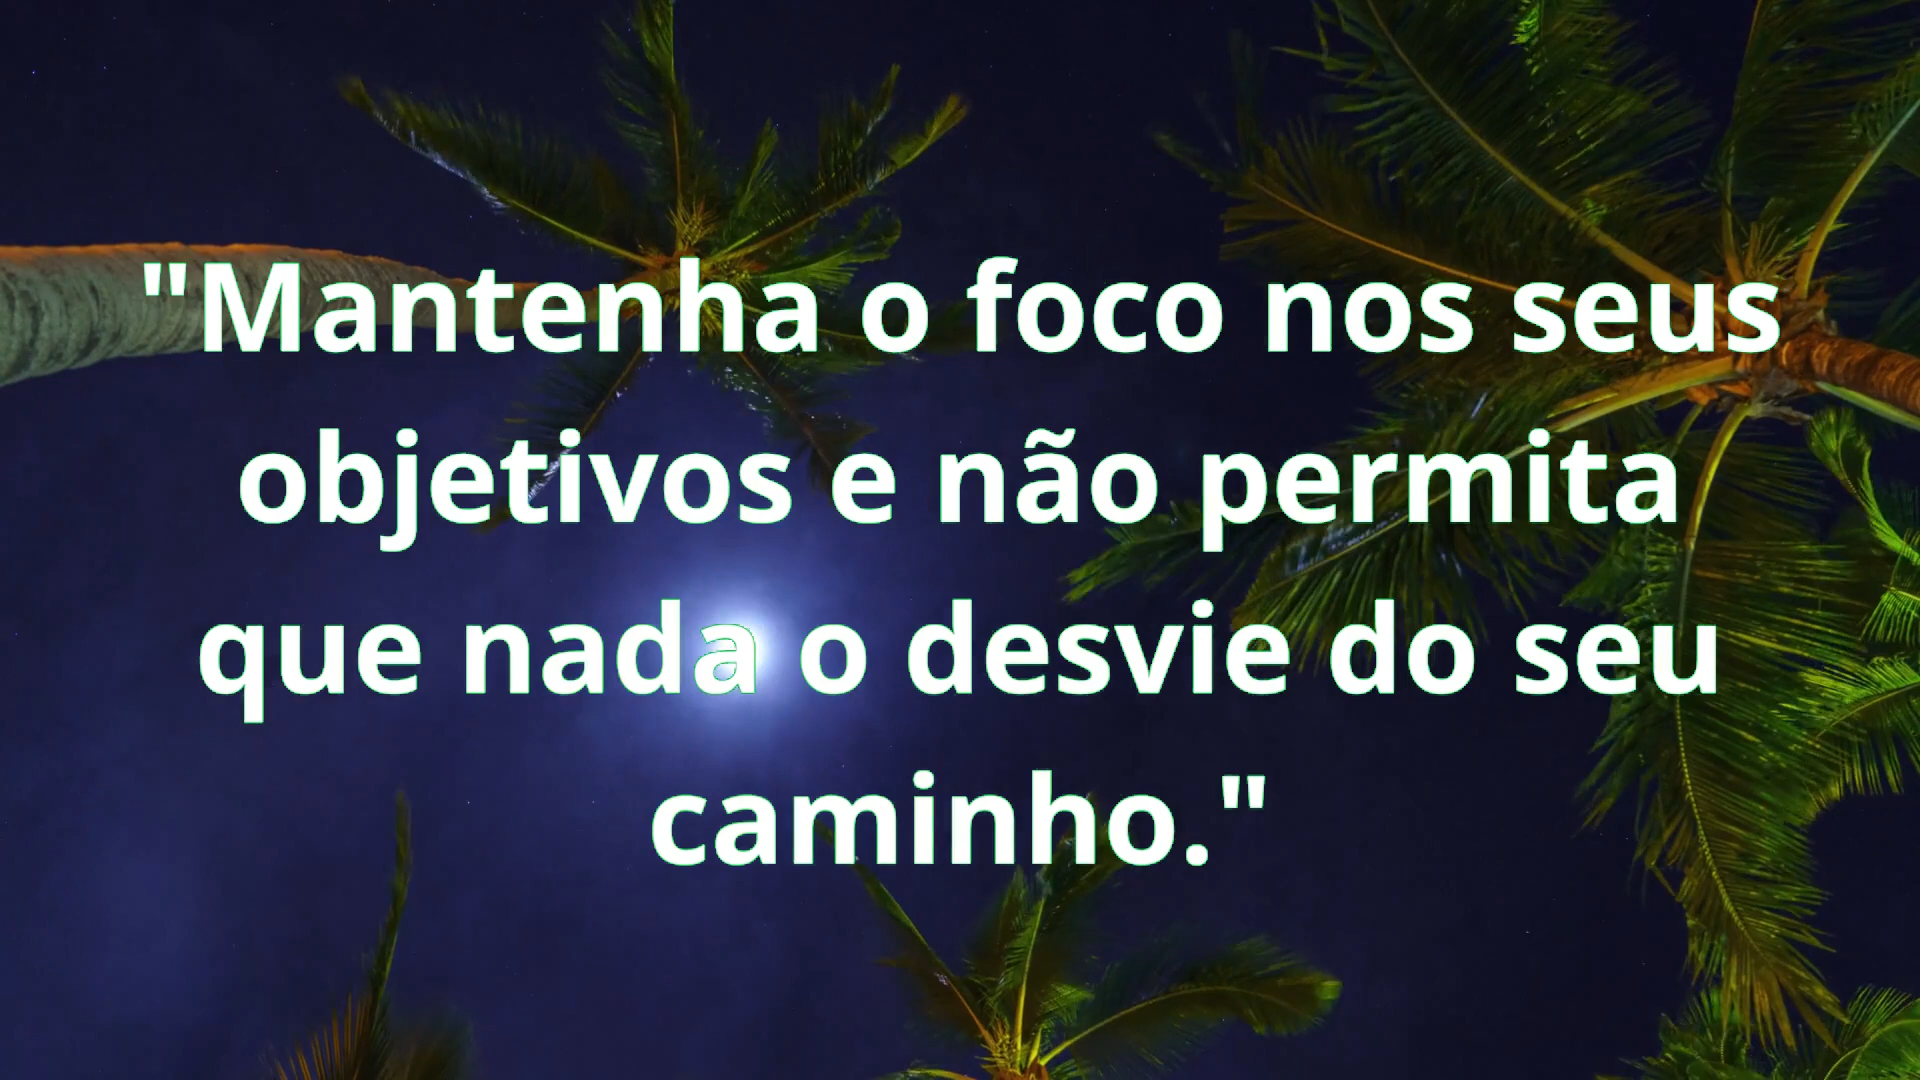 "Mantenha o foco nos seus
objetivos e não permita
que nada o desvie do seu
caminho."